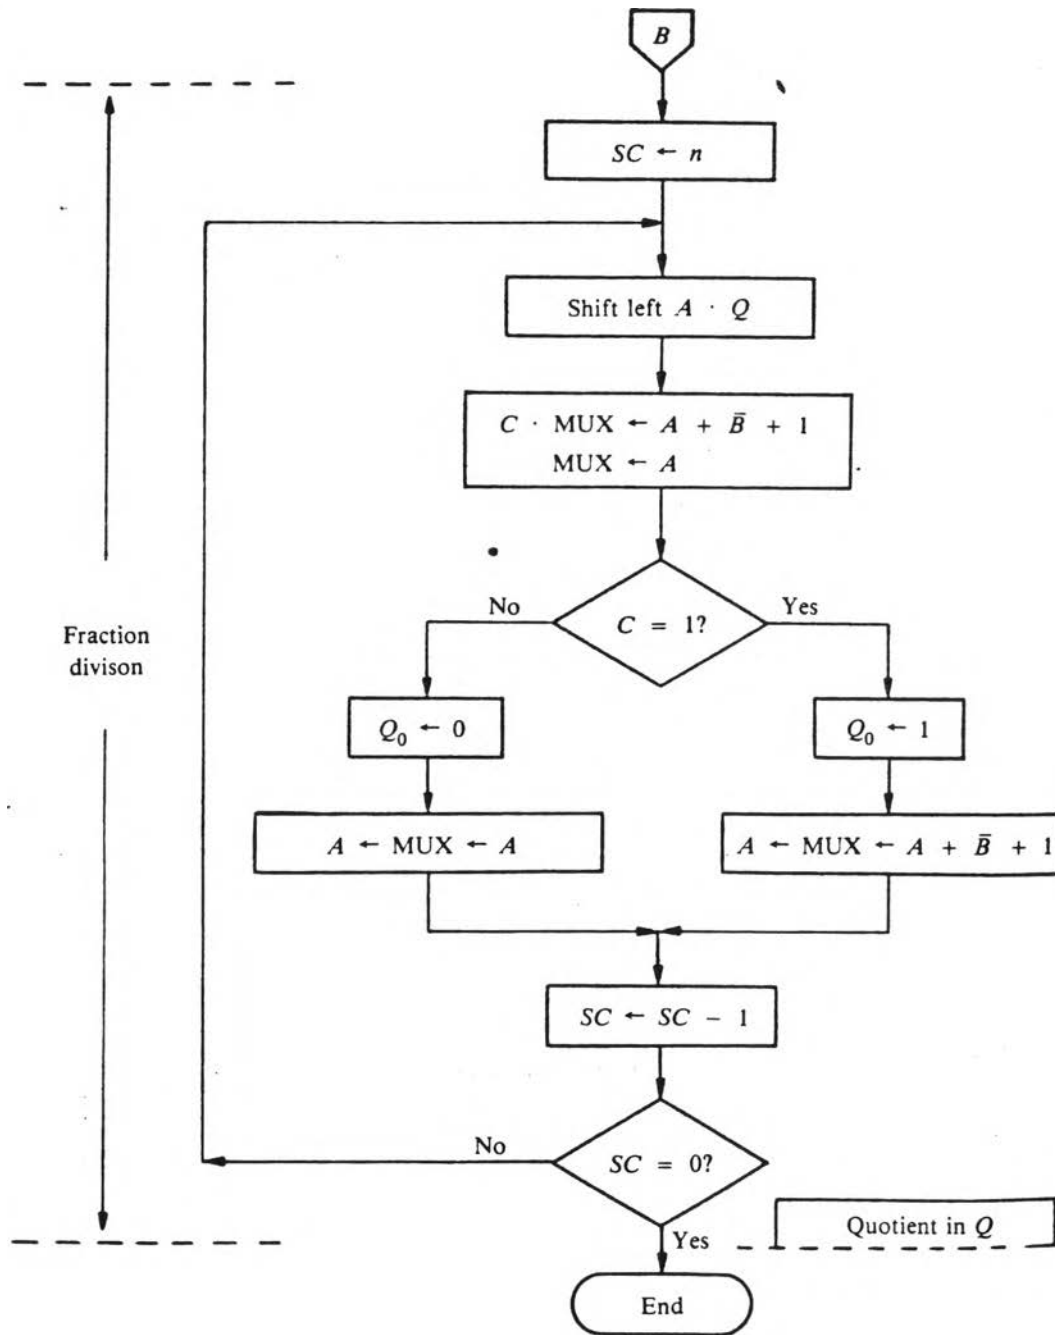 B
SC ← n
Shift left A · Q
C · MUX ← A + B̄ + 1
MUX ← A
No
C = 1?
Yes
Fraction
divison
Q₀ ← 0
Q₀ ← 1
A ← MUX ← A
A ← MUX ← A + B̄ + 1
SC ← SC − 1
No
SC = 0?
Yes
Quotient in Q
End